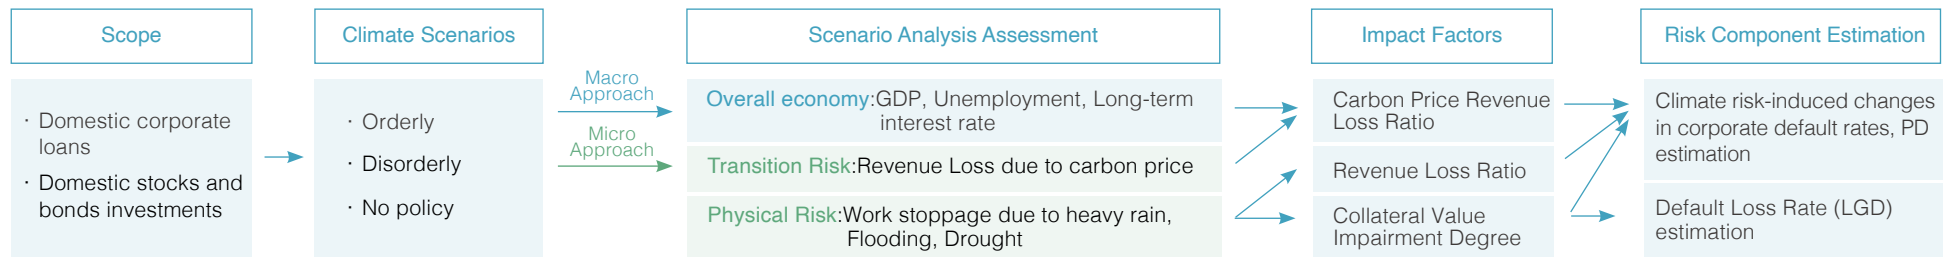 Scope
Climate Scenarios
Scenario Analysis Assessment
Impact Factors
Risk Component Estimation
· Domestic corporate
loans
· Domestic stocks and
bonds investments
· Orderly
· Disorderly
· No policy
Macro
Approach
Micro
Approach
Overall economy:GDP, Unemployment, Long-term
interest rate
Transition Risk:Revenue Loss due to carbon price
Physical Risk:Work stoppage due to heavy rain,
Flooding, Drought
Carbon Price Revenue
Loss Ratio
Revenue Loss Ratio
Collateral Value
Impairment Degree
Climate risk-induced changes
in corporate default rates, PD
estimation
Default Loss Rate (LGD)
estimation